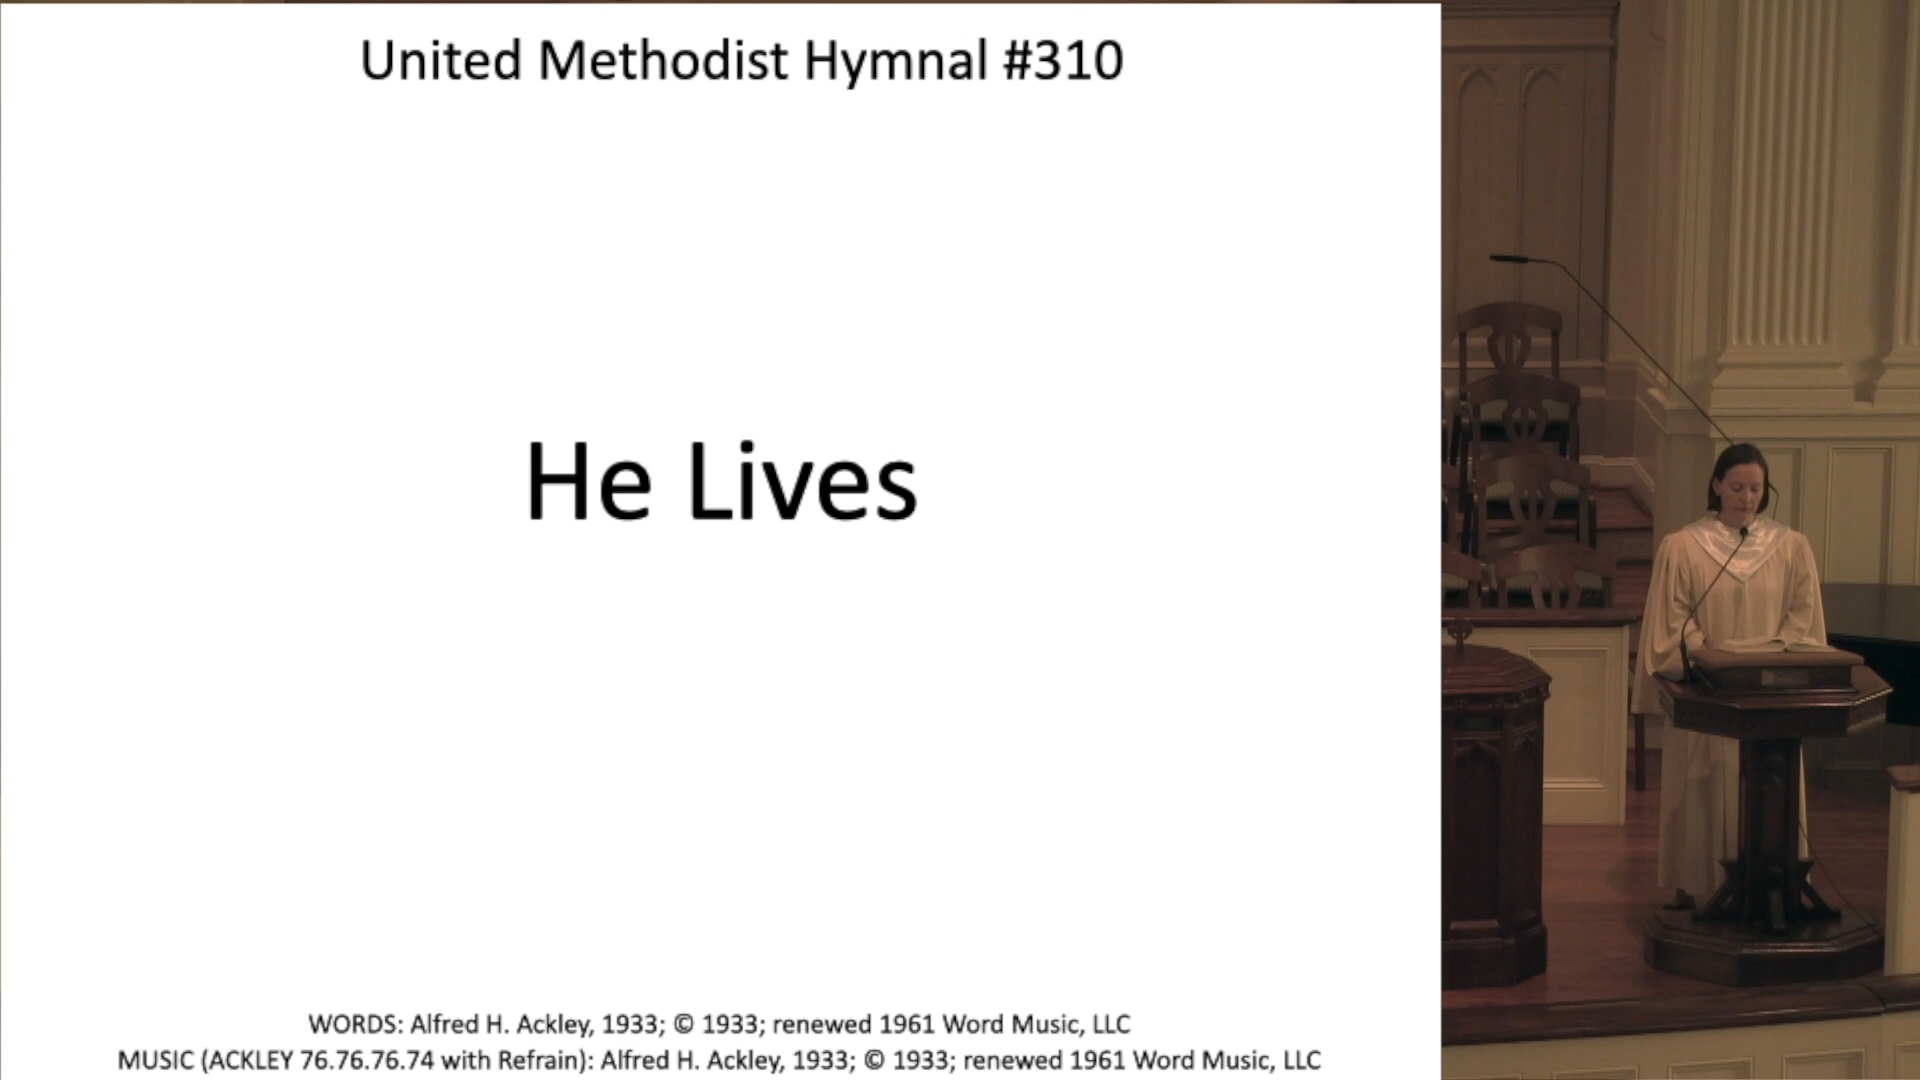 United Methodist Hymnal #310
He Lives
WORDS: Alfred H. Ackley, 1933; © 1933; renewed 1961 Word Music, LLC
MUSIC (ACKLEY 76.76.76.74 with Refrain): Alfred H. Ackley, 1933; © 1933; renewed 1961 Word Music, LLC